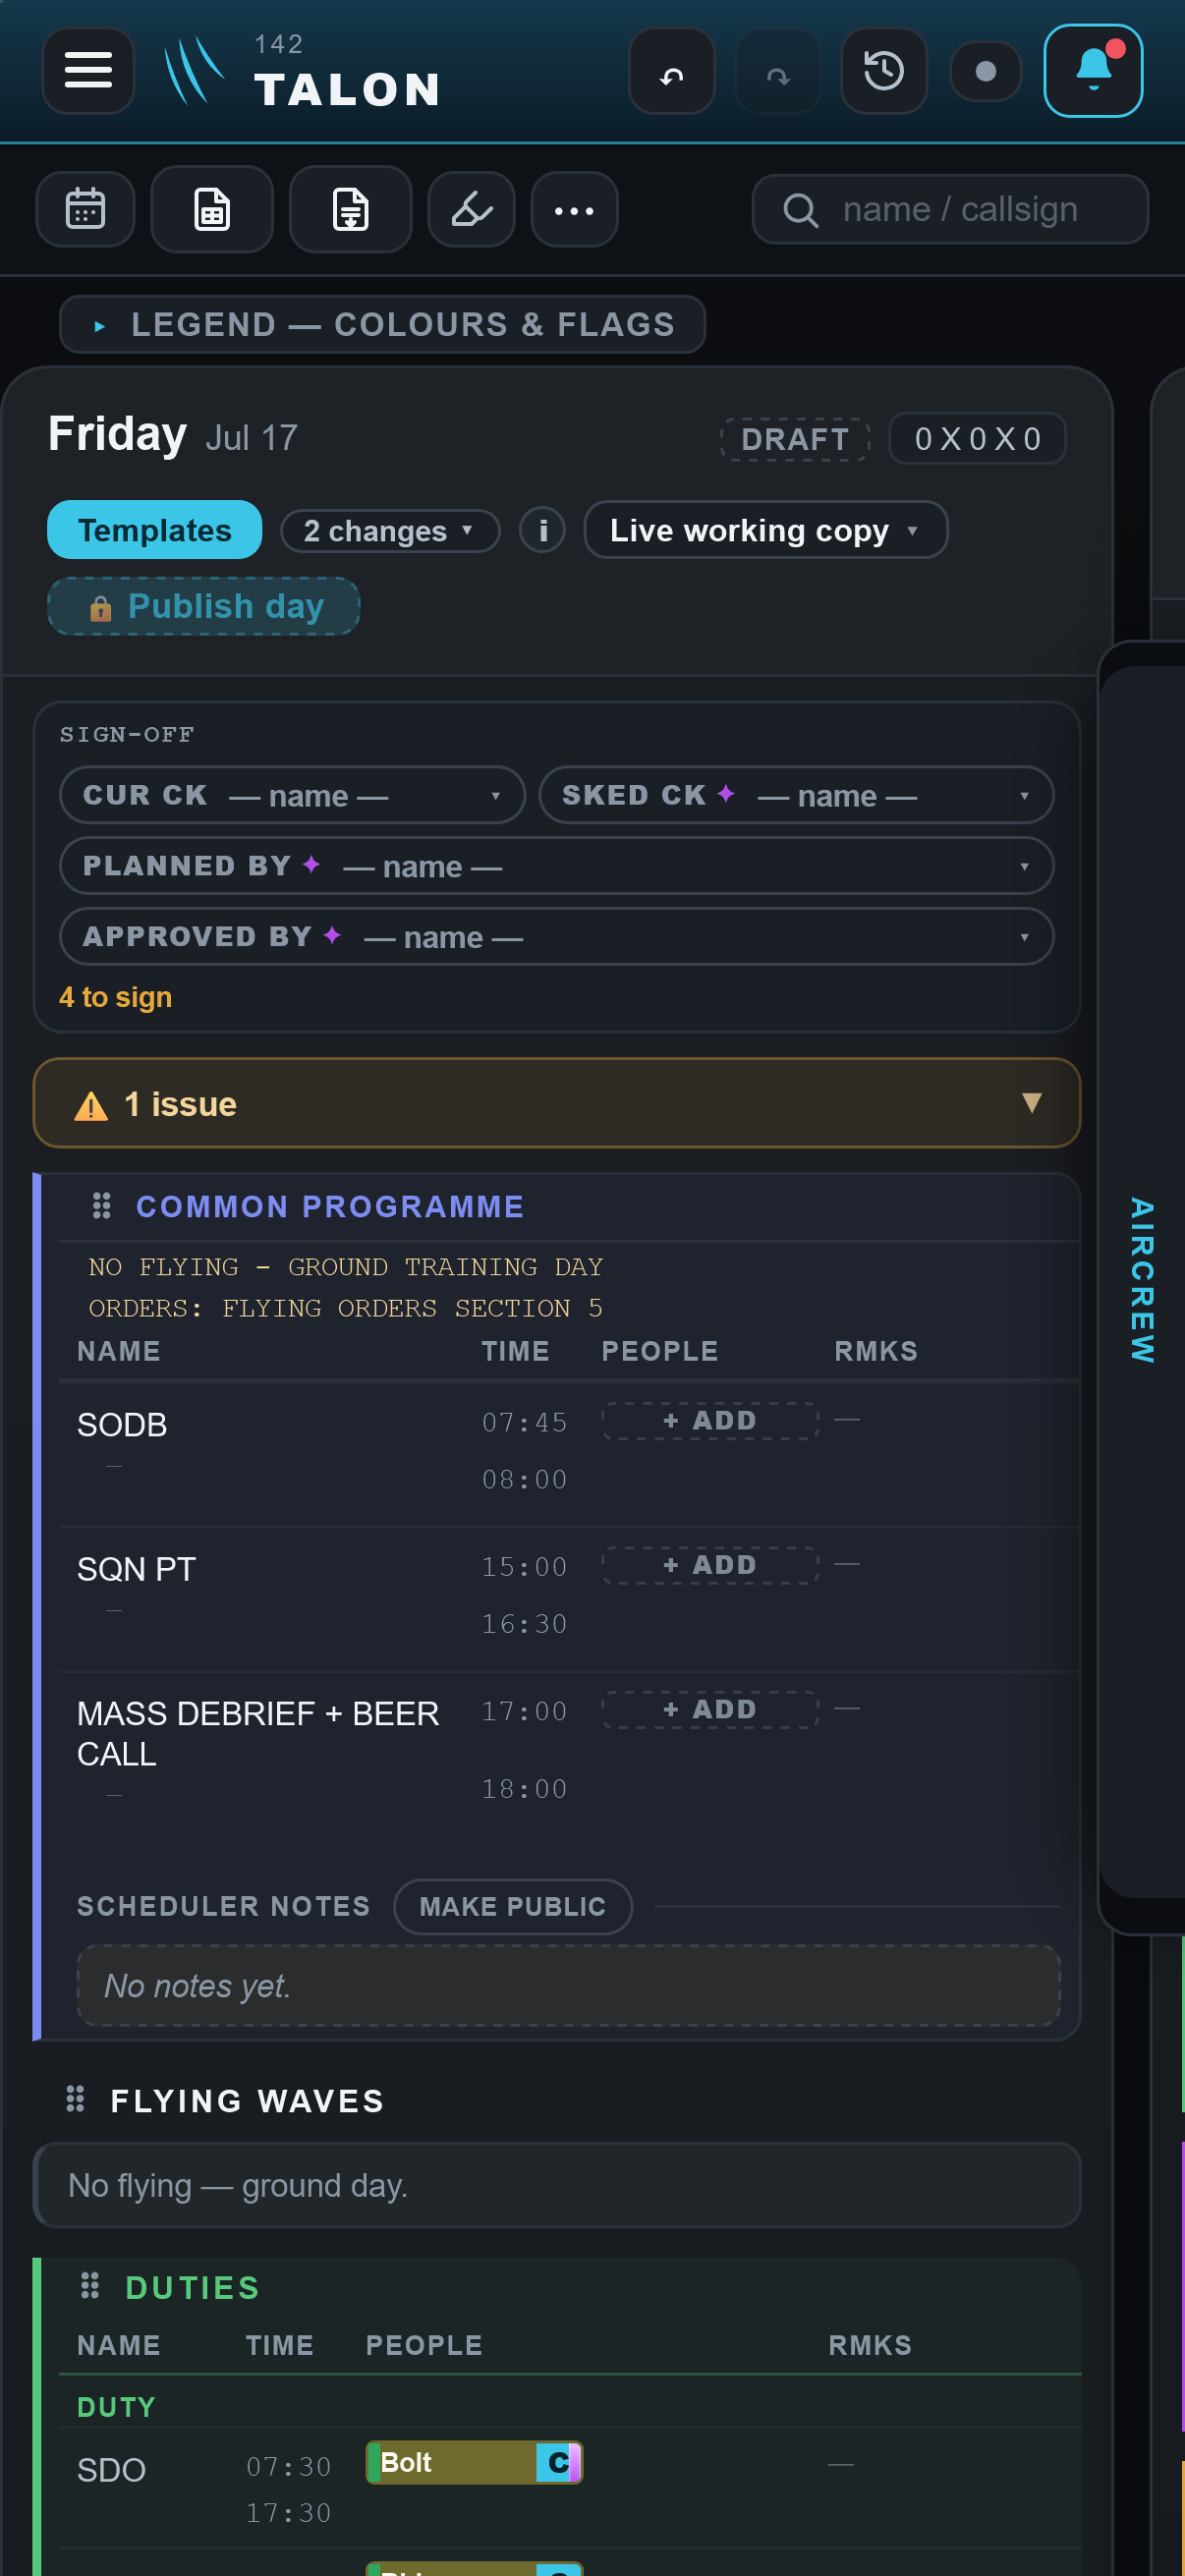 142
TALON
name / callsign
LEGEND — COLOURS & FLAGS
Friday Jul 17 DRAFT 0 X 0 X 0
Templates 2 changes i Live working copy
Publish day
SIGN-OFF
CUR CK — name — SKED CK — name —
PLANNED BY — name —
APPROVED BY — name —
4 to sign
1 issue
COMMON PROGRAMME
NO FLYING - GROUND TRAINING DAY
ORDERS: FLYING ORDERS SECTION 5
NAME TIME PEOPLE RMKS
SODB 07:45 + ADD —
— 08:00
SQN PT 15:00 + ADD —
— 16:30
MASS DEBRIEF + BEER 17:00 + ADD —
CALL
— 18:00
AIRCREW
SCHEDULER NOTES MAKE PUBLIC
No notes yet.
FLYING WAVES
No flying — ground day.
DUTIES
NAME TIME PEOPLE RMKS
DUTY
SDO 07:30 Bolt C —
17:30